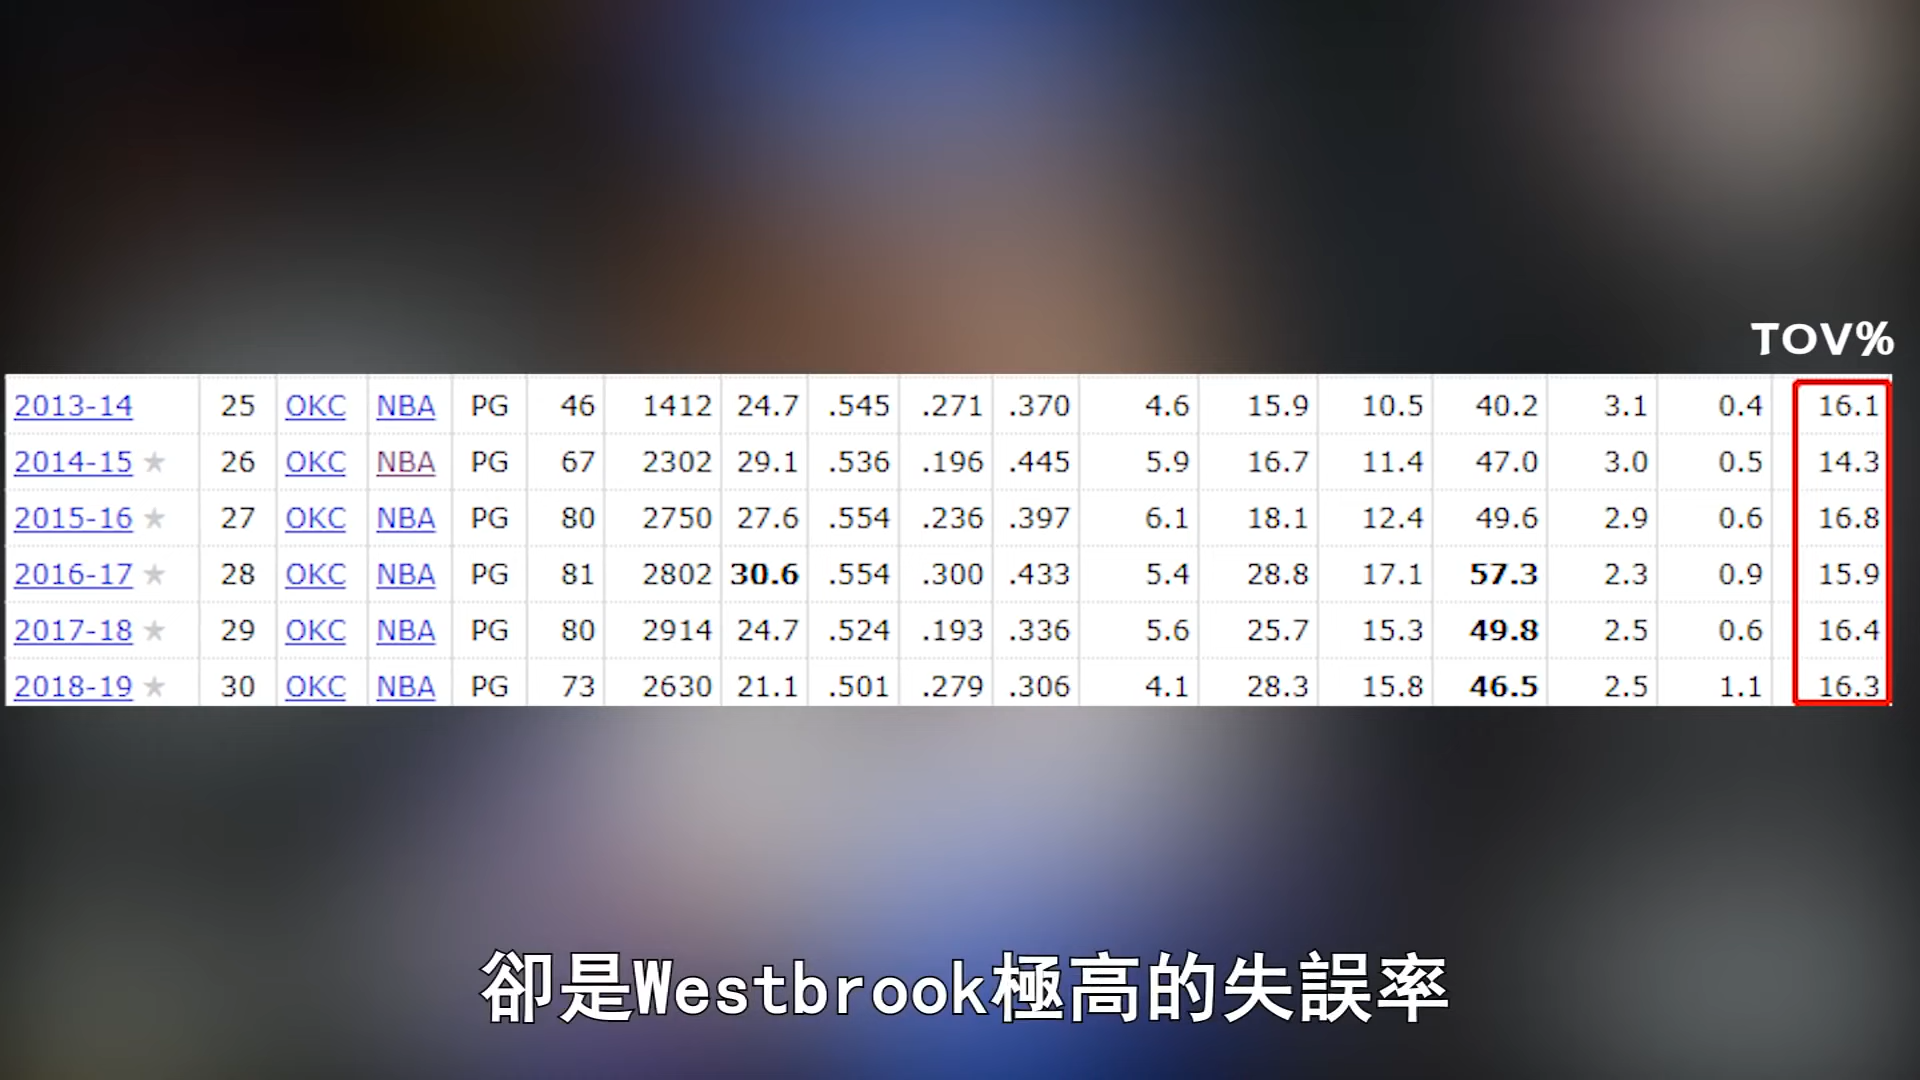 TOV%
2013-14 25 OKC NBA PG 46 1412 24.7 .545 .271 .370 4.6 15.9 10.5 40.2 3.1 0.4 16.1
2014-15 ★ 26 OKC NBA PG 67 2302 29.1 .536 .196 .445 5.9 16.7 11.4 47.0 3.0 0.5 14.3
2015-16 ★ 27 OKC NBA PG 80 2750 27.6 .554 .236 .397 6.1 18.1 12.4 49.6 2.9 0.6 16.8
2016-17 ★ 28 OKC NBA PG 81 2802 30.6 .554 .300 .433 5.4 28.8 17.1 57.3 2.3 0.9 15.9
2017-18 ★ 29 OKC NBA PG 80 2914 24.7 .524 .193 .336 5.6 25.7 15.3 49.8 2.5 0.6 16.4
2018-19 ★ 30 OKC NBA PG 73 2630 21.1 .501 .279 .306 4.1 28.3 15.8 46.5 2.5 1.1 16.3
卻是Westbrook極高的失誤率